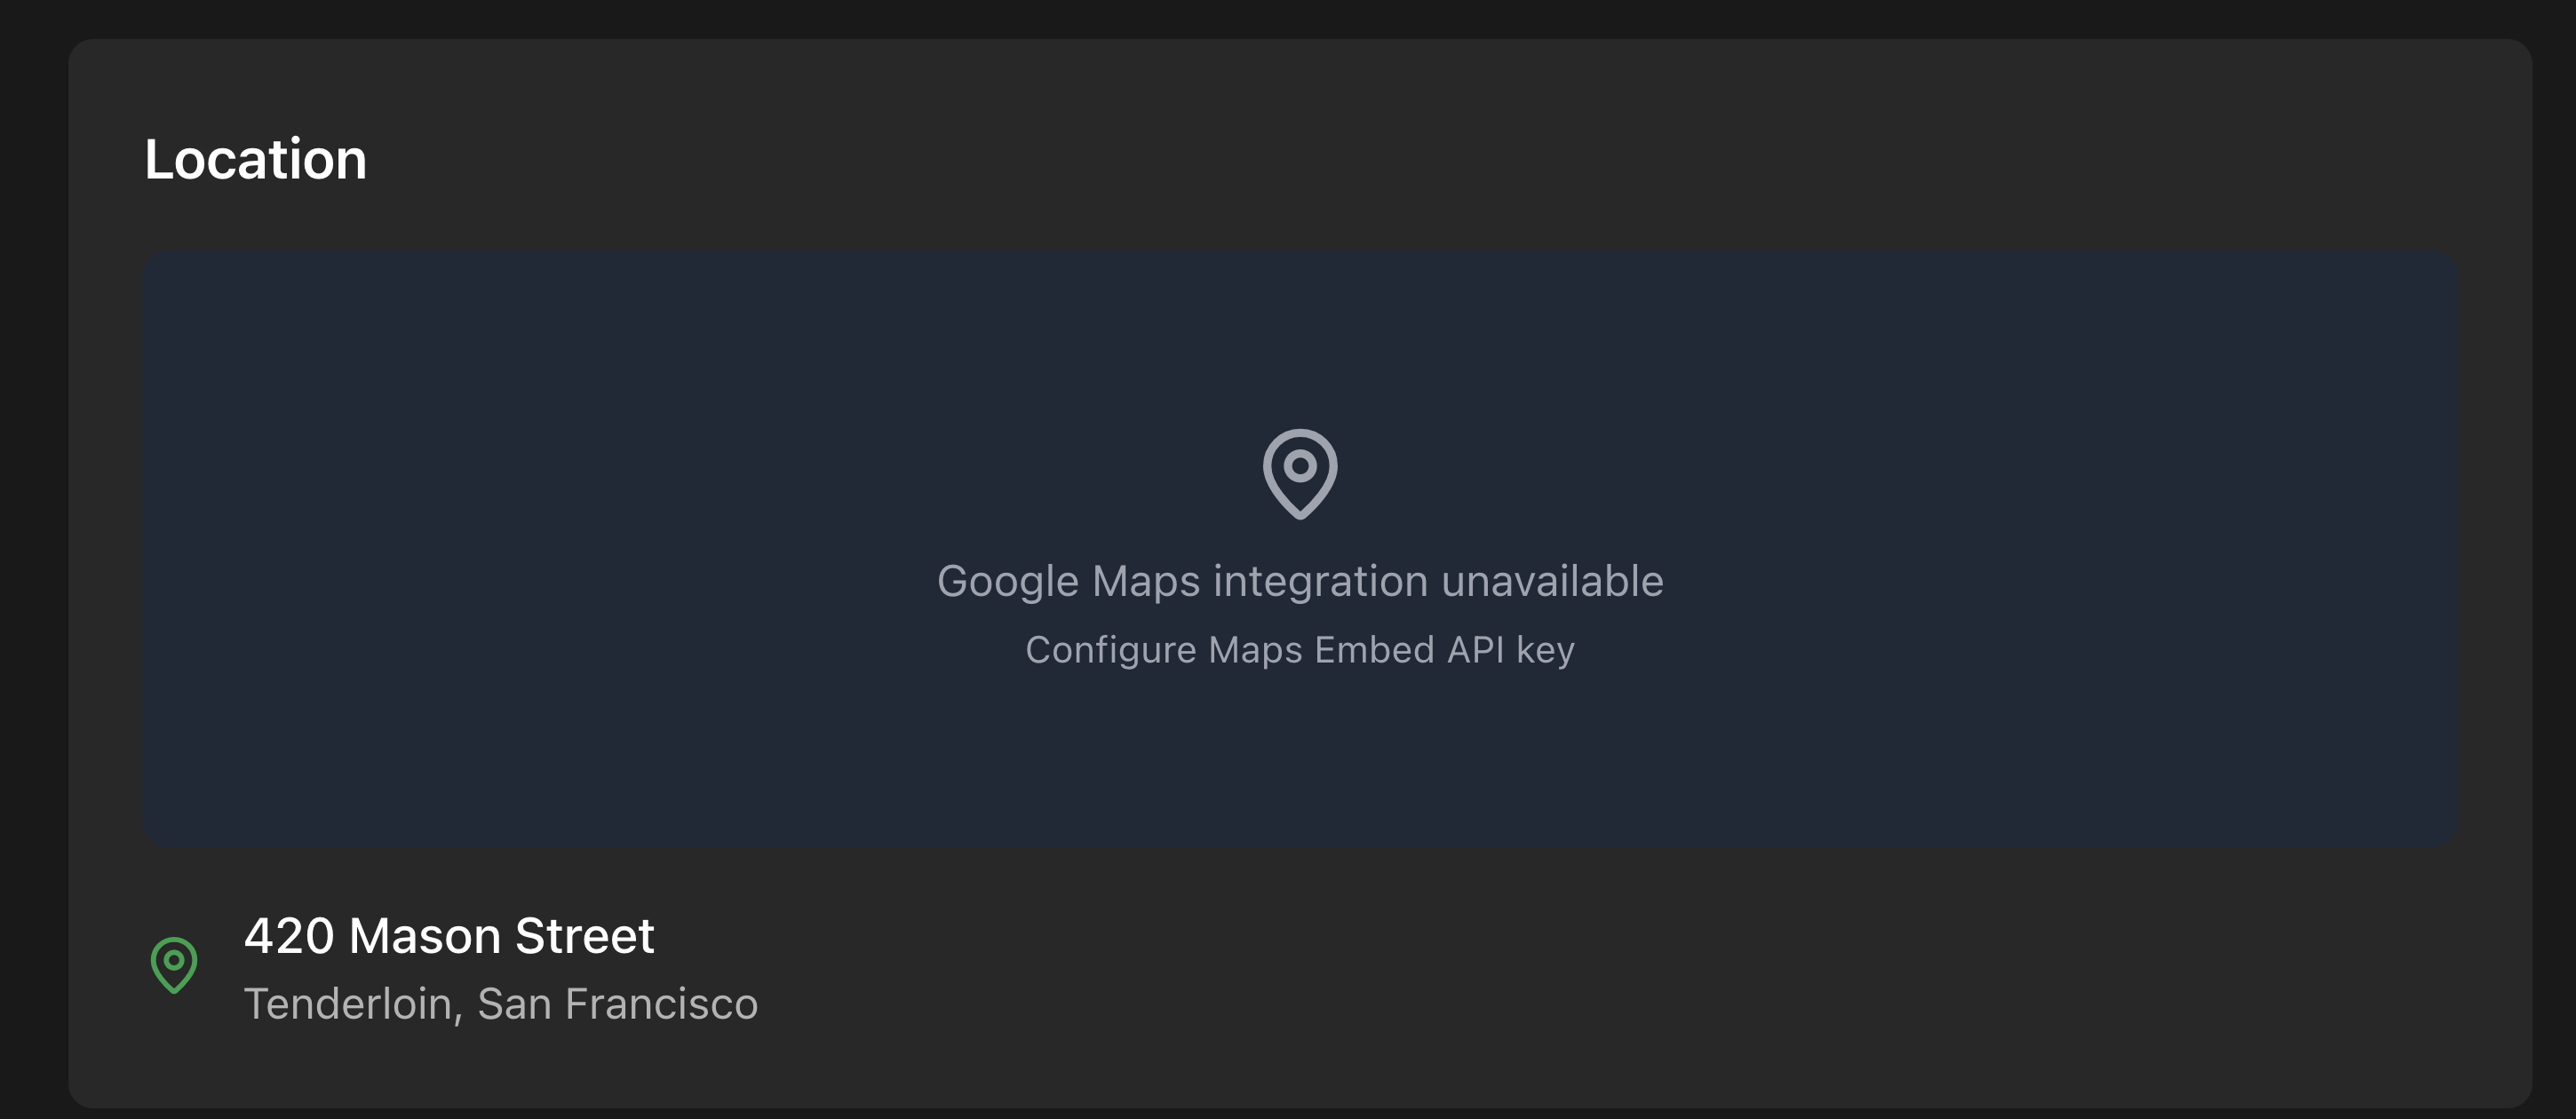 Location
Google Maps integration unavailable
Configure Maps Embed API key
420 Mason Street
Tenderloin, San Francisco